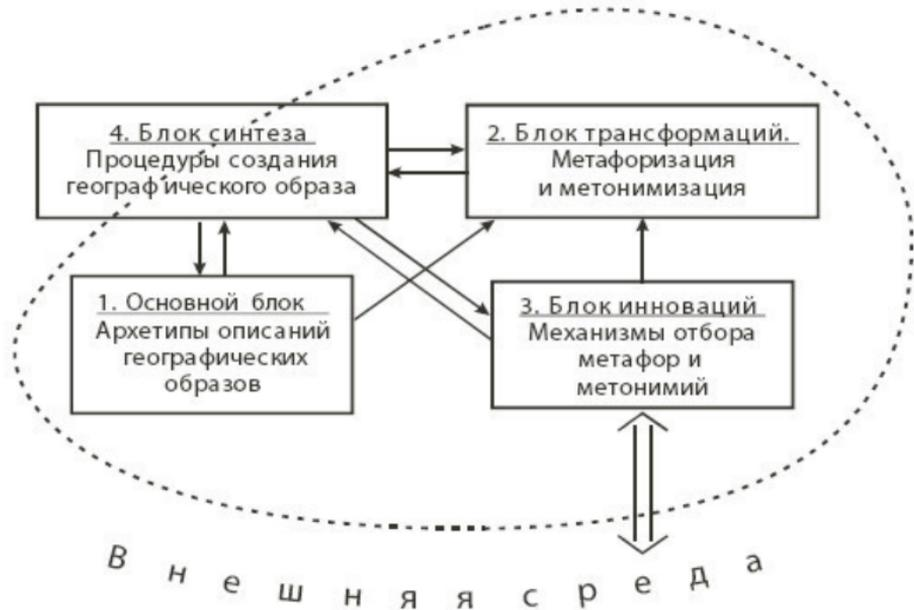 4. Блок синтеза
Процедуры создания
географического образа
2. Блок трансформаций.
Метафоризация
и метонимизация
1. Основной блок
Архетипы описаний
географических
образов
3. Блок инноваций
Механизмы отбора
метафор и
метонимий
Внешняя среда